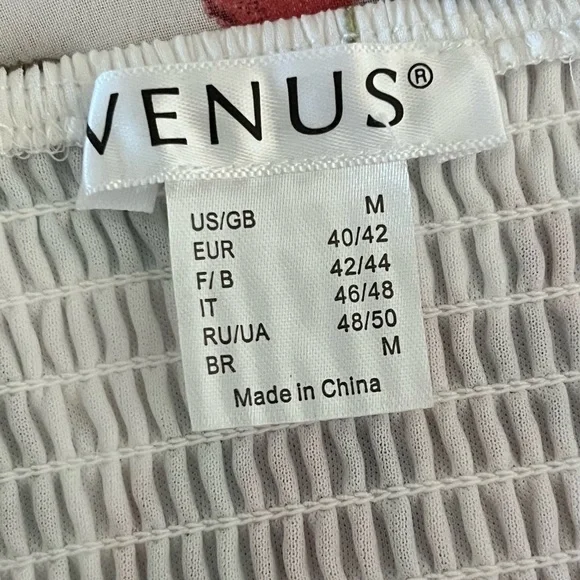 VENUS®
US/GB M
EUR 40/42
F/ B 42/44
IT 46/48
RU/UA 48/50
BR M
Made in China